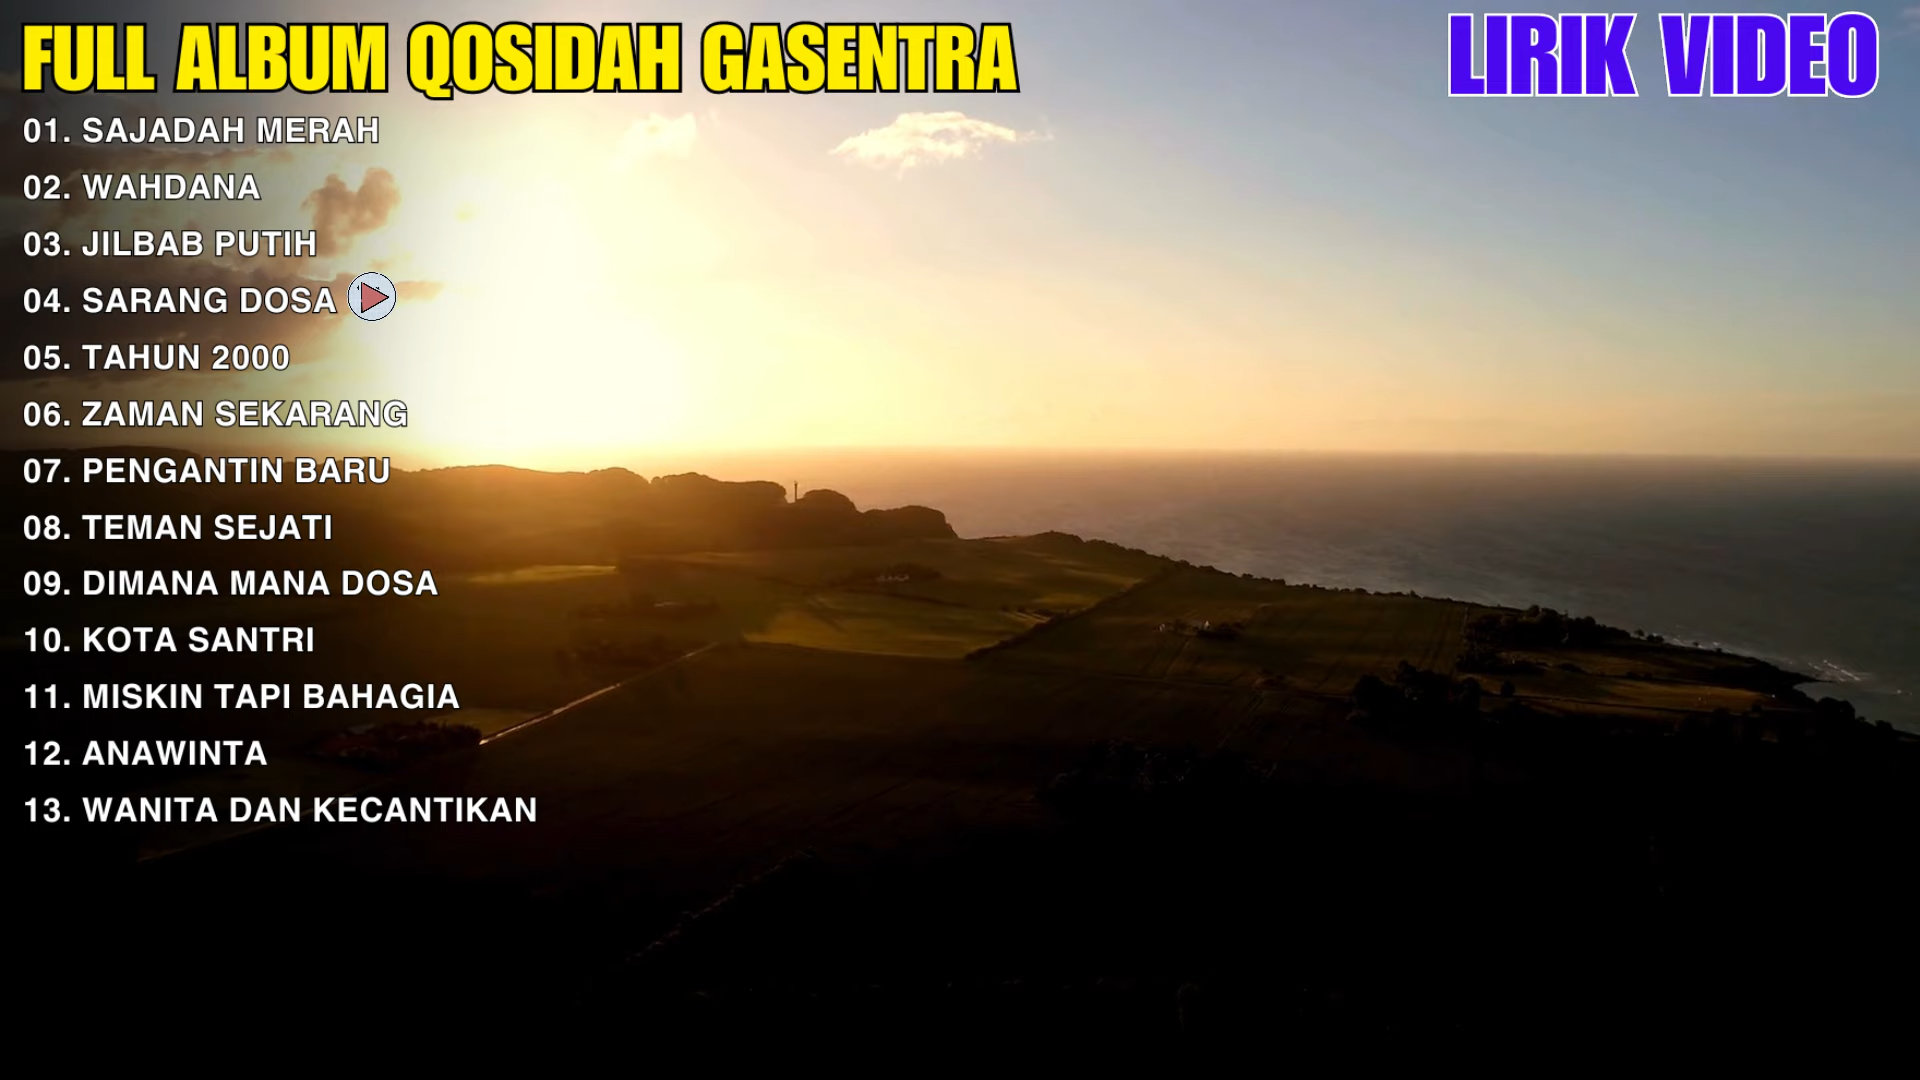 FULL ALBUM QOSIDAH GASENTRA
LIRIK VIDEO
01. SAJADAH MERAH
02. WAHDANA
03. JILBAB PUTIH
04. SARANG DOSA
05. TAHUN 2000
06. ZAMAN SEKARANG
07. PENGANTIN BARU
08. TEMAN SEJATI
09. DIMANA MANA DOSA
10. KOTA SANTRI
11. MISKIN TAPI BAHAGIA
12. ANAWINTA
13. WANITA DAN KECANTIKAN